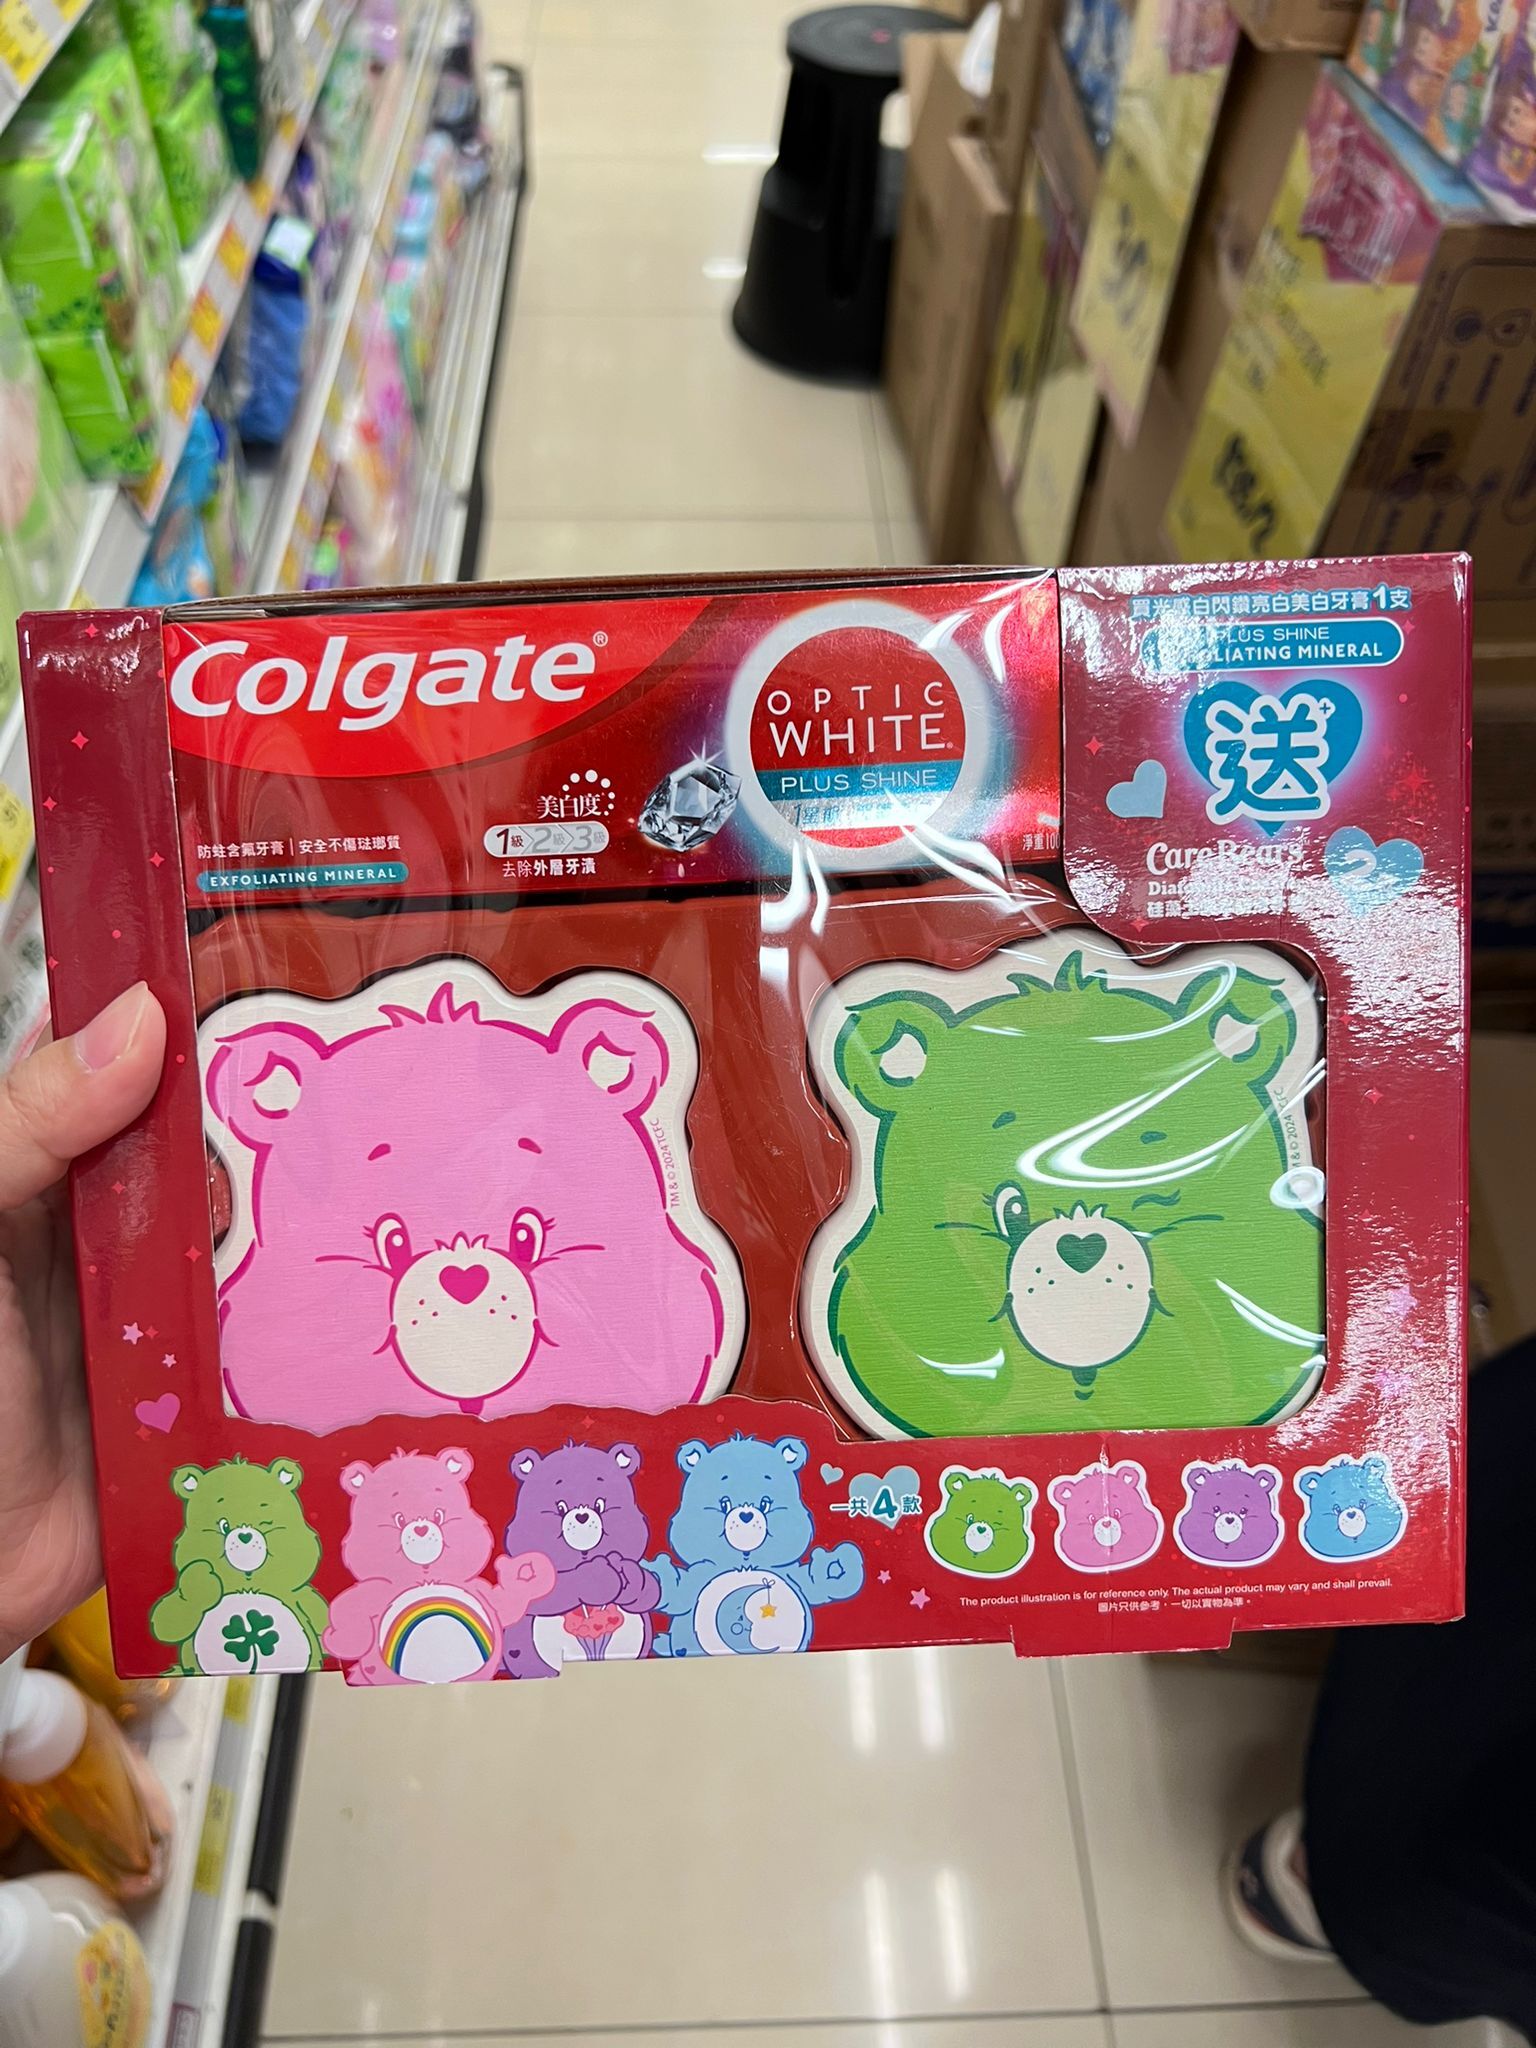 Colgate®
OPTIC
WHITE®
PLUS SHINE
美白度
1級 2級 3級
去除外層牙漬
防蛀含氟牙膏 | 安全不傷琺瑯質
EXFOLIATING MINERAL
淨重100
買光感白閃鑽亮白美白牙膏1支
PLUS SHINE
EXFOLIATING MINERAL
送
Care Bears
硅藻
TM & © 2024 TCFC
& © 2024 TCFC
一共4款
The product illustration is for reference only. The actual product may vary and shall prevail.
圖片只供參考，一切以實物為準。